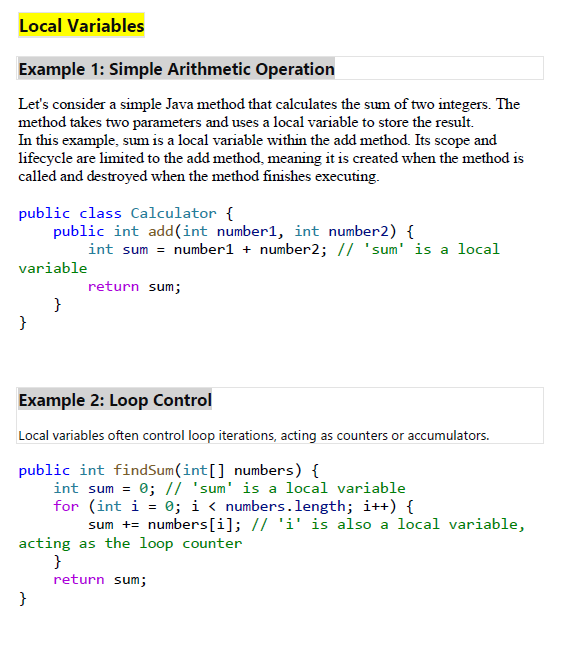 Local Variables
Example 1: Simple Arithmetic Operation
Let's consider a simple Java method that calculates the sum of two integers. The
method takes two parameters and uses a local variable to store the result.
In this example, sum is a local variable within the add method. Its scope and
lifecycle are limited to the add method, meaning it is created when the method is
called and destroyed when the method finishes executing.
public class Calculator {
    public int add(int number1, int number2) {
        int sum = number1 + number2; // 'sum' is a local
variable
        return sum;
    }
}
Example 2: Loop Control
Local variables often control loop iterations, acting as counters or accumulators.
public int findSum(int[] numbers) {
    int sum = 0; // 'sum' is a local variable
    for (int i = 0; i < numbers.length; i++) {
        sum += numbers[i]; // 'i' is also a local variable,
acting as the loop counter
    }
    return sum;
}